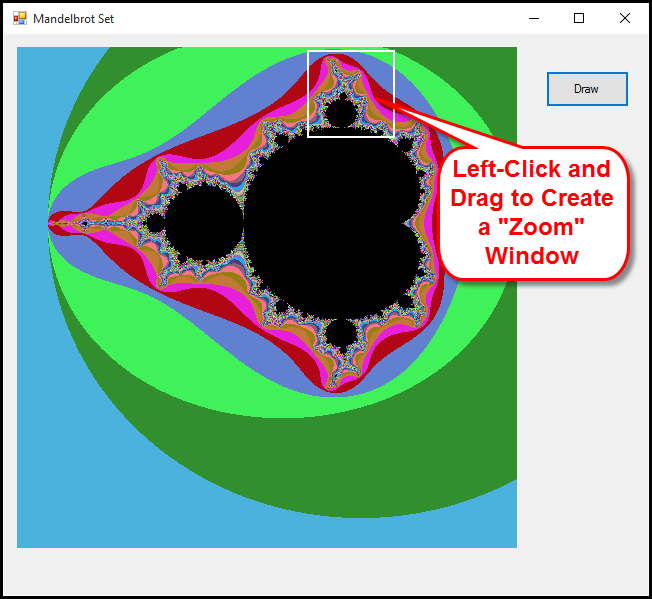 Mandelbrot Set
Draw
Left-Click and
Drag to Create
a "Zoom"
Window